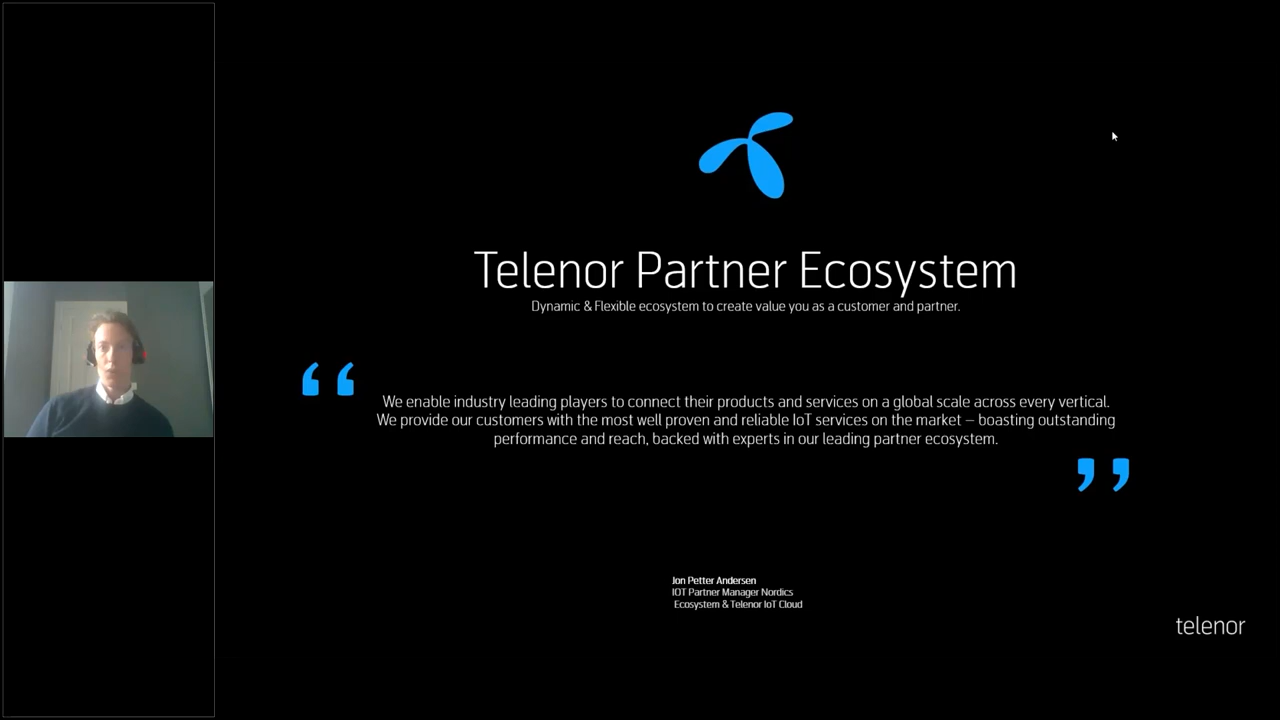 Telenor Partner Ecosystem
Dynamic & Flexible ecosystem to create value you as a customer and partner.
“
We enable industry leading players to connect their products and services on a global scale across every vertical.
We provide our customers with the most well proven and reliable IoT services on the market – boasting outstanding
performance and reach, backed with experts in our leading partner ecosystem.
”
Jon Petter Andersen
IOT Partner Manager Nordics
Ecosystem & Telenor IoT Cloud
telenor